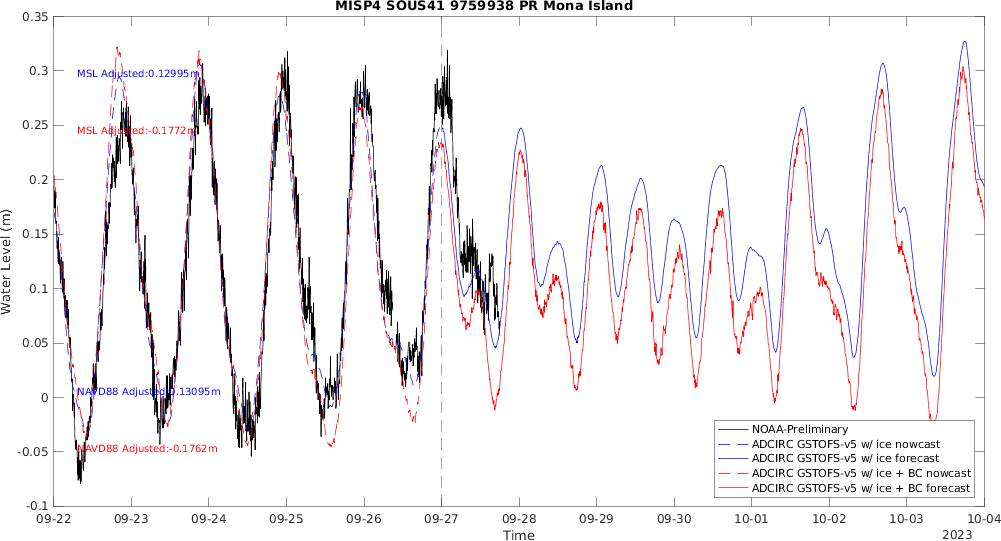 MISP4 SOUS41 9759938 PR Mona Island
0.35
0.3
0.25
0.2
0.15
0.1
0.05
0
-0.05
-0.1
Water Level (m)
MSL Adjusted:0.12995m
MSL Adjusted:-0.1772m
NAVD88 Adjusted:0.13095m
NAVD88 Adjusted:-0.1762m
NOAA-Preliminary
ADCIRC GSTOFS-v5 w/ ice nowcast
ADCIRC GSTOFS-v5 w/ ice forecast
ADCIRC GSTOFS-v5 w/ ice + BC nowcast
ADCIRC GSTOFS-v5 w/ ice + BC forecast
09-22 09-23 09-24 09-25 09-26 09-27 09-28 09-29 09-30 10-01 10-02 10-03 10-04
Time
2023